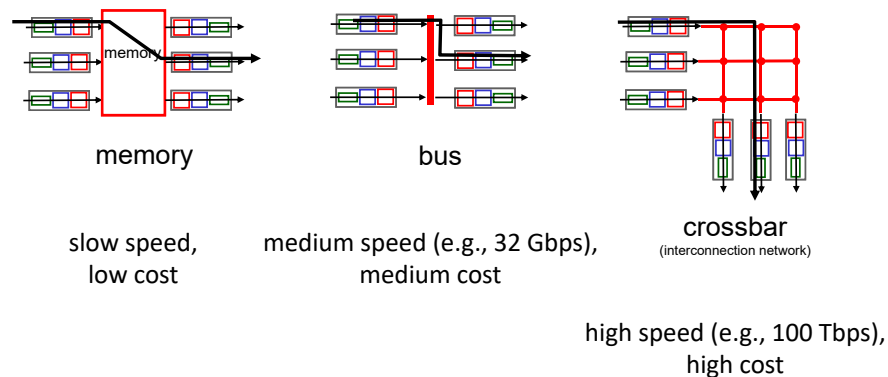 memory
memory
slow speed,
low cost
bus
medium speed (e.g., 32 Gbps),
medium cost
crossbar
(interconnection network)
high speed (e.g., 100 Tbps),
high cost